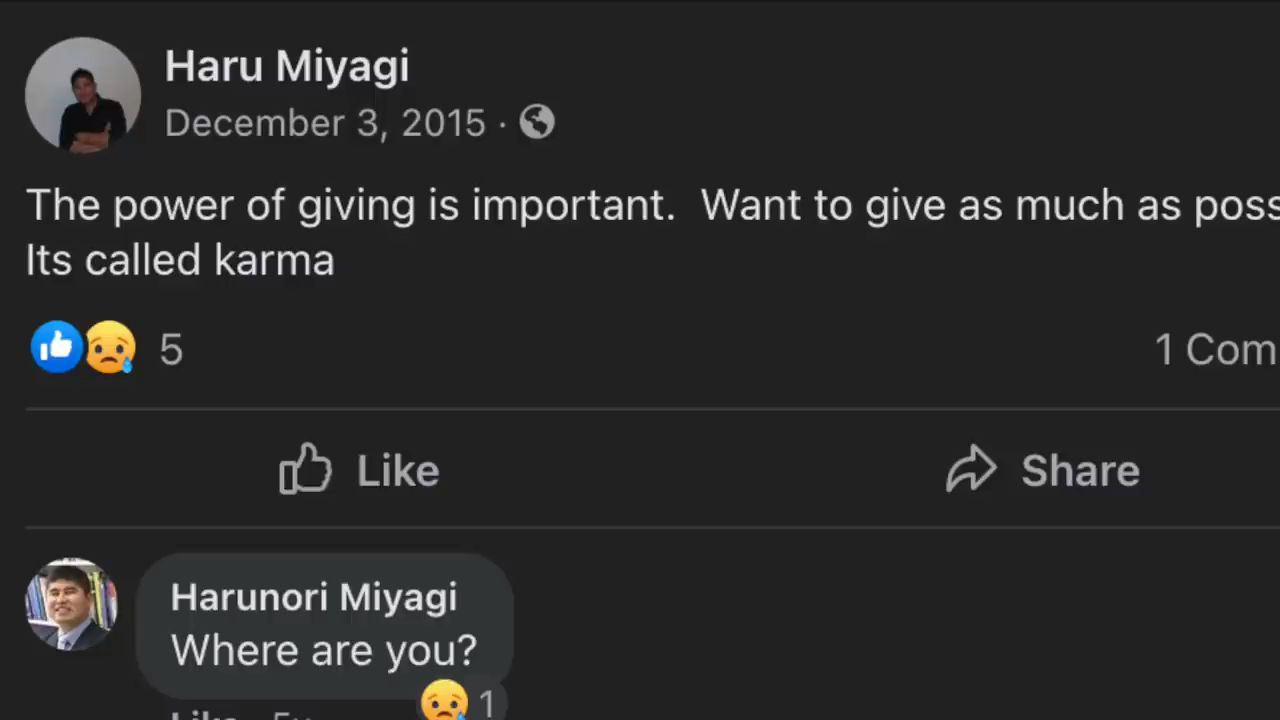 Haru Miyagi
December 3, 2015 ·
The power of giving is important. Want to give as much as poss
Its called karma
5
1 Com
Like
Share
Harunori Miyagi
Where are you?
1
Like